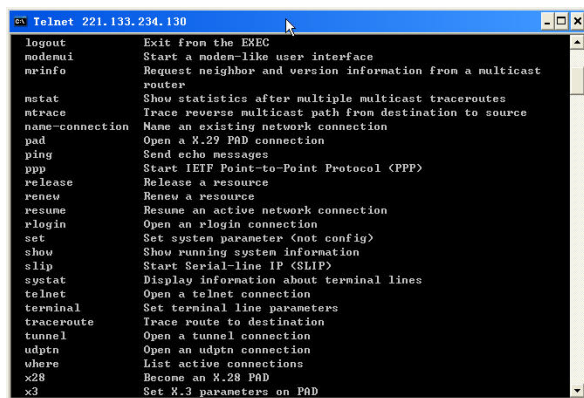 Telnet 221.133.234.130
logout Exit from the EXEC
modemui Start a modem-like user interface
mrinfo Request neighbor and version information from a multicast
router
mstat Show statistics after multiple multicast traceroutes
mtrace Trace reverse multicast path from destination to source
name-connection Name an existing network connection
pad Open a X.29 PAD connection
ping Send echo messages
ppp Start IETF Point-to-Point Protocol (PPP)
release Release a resource
renew Renew a resource
resume Resume an active network connection
rlogin Open an rlogin connection
set Set system parameter (not config)
show Show running system information
slip Start Serial-line IP (SLIP)
systat Display information about terminal lines
telnet Open a telnet connection
terminal Set terminal line parameters
traceroute Trace route to destination
tunnel Open a tunnel connection
udptn Open an udptn connection
where List active connections
x28 Become an X.28 PAD
x3 Set X.3 parameters on PAD